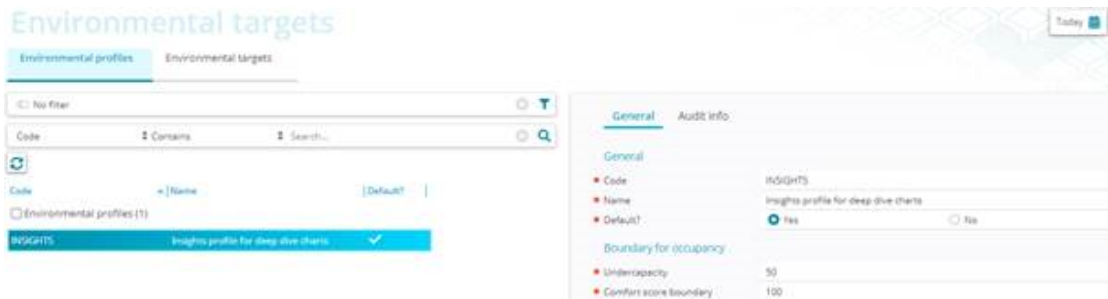 Environmental targets
Today
Environmental profiles Environmental targets
No filter
Code Contains Search...
General Audit info
General
Code Name Default?
Environmental profiles (1)
INSIGHTS Insights profile for deep dive charts
Code INSIGHTS
Name Insights profile for deep dive charts
Default? Yes No
Boundary for occupancy
Undercapacity 50
Comfort score boundary 100